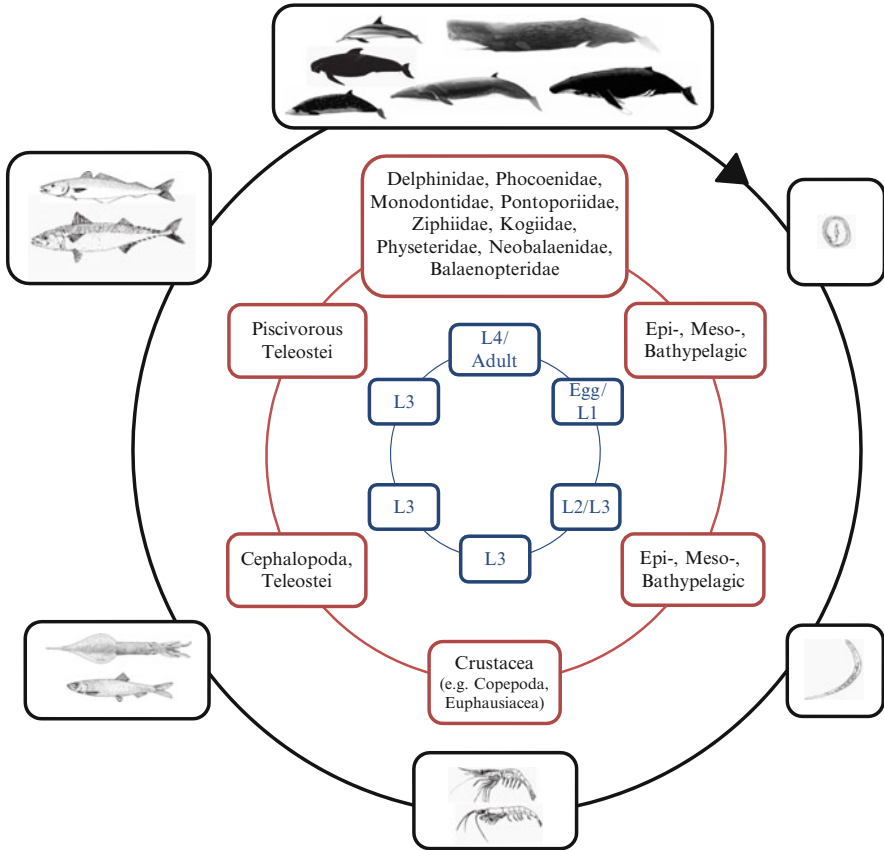 Delphinidae, Phocoenidae,
Monodontidae, Pontoporiidae,
Ziphiidae, Kogiidae,
Physeteridae, Neobalaenidae,
Balaenopteridae
Piscivorous
Teleostei
Epi-, Meso-,
Bathypelagic
L4/
Adult
L3
Egg/
L1
L3
L2/L3
L3
Cephalopoda,
Teleostei
Epi-, Meso-,
Bathypelagic
Crustacea
(e.g. Copepoda,
Euphausiacea)